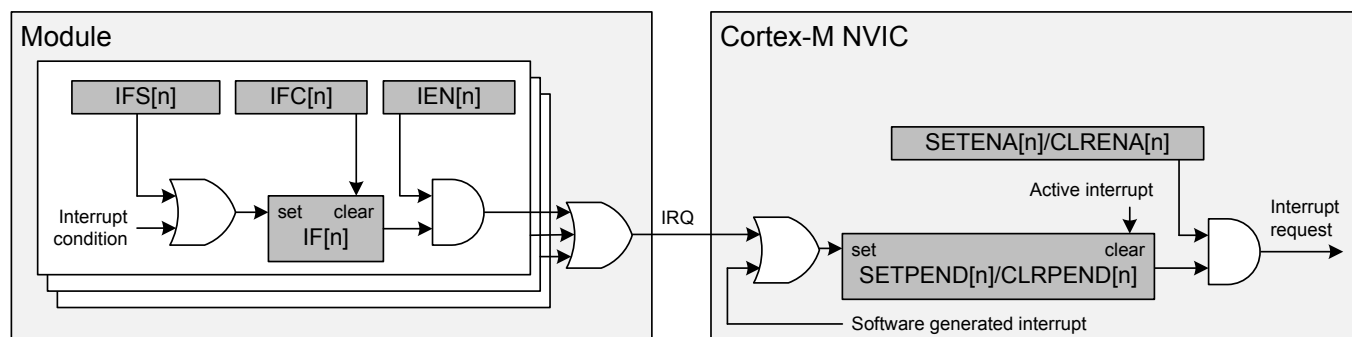 Module
Cortex-M NVIC
IFS[n]
IFC[n]
IEN[n]
SETENA[n]/CLRENA[n]
Interrupt
condition
set
clear
IF[n]
IRQ
Active interrupt
set
clear
SETPEND[n]/CLRPEND[n]
Interrupt
request
Software generated interrupt